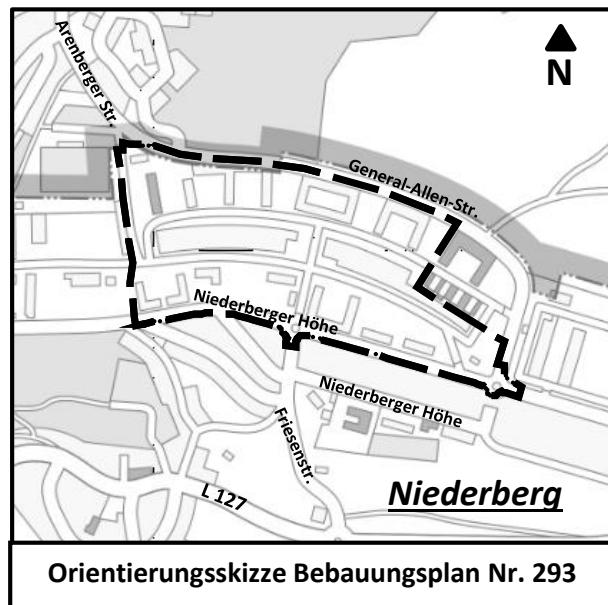 Arenberger Str.
N
General-Allen-Str.
Niederberger Höhe
Niederberger Höhe
Friesenstr.
L 127
Niederberg
Orientierungsskizze Bebauungsplan Nr. 293